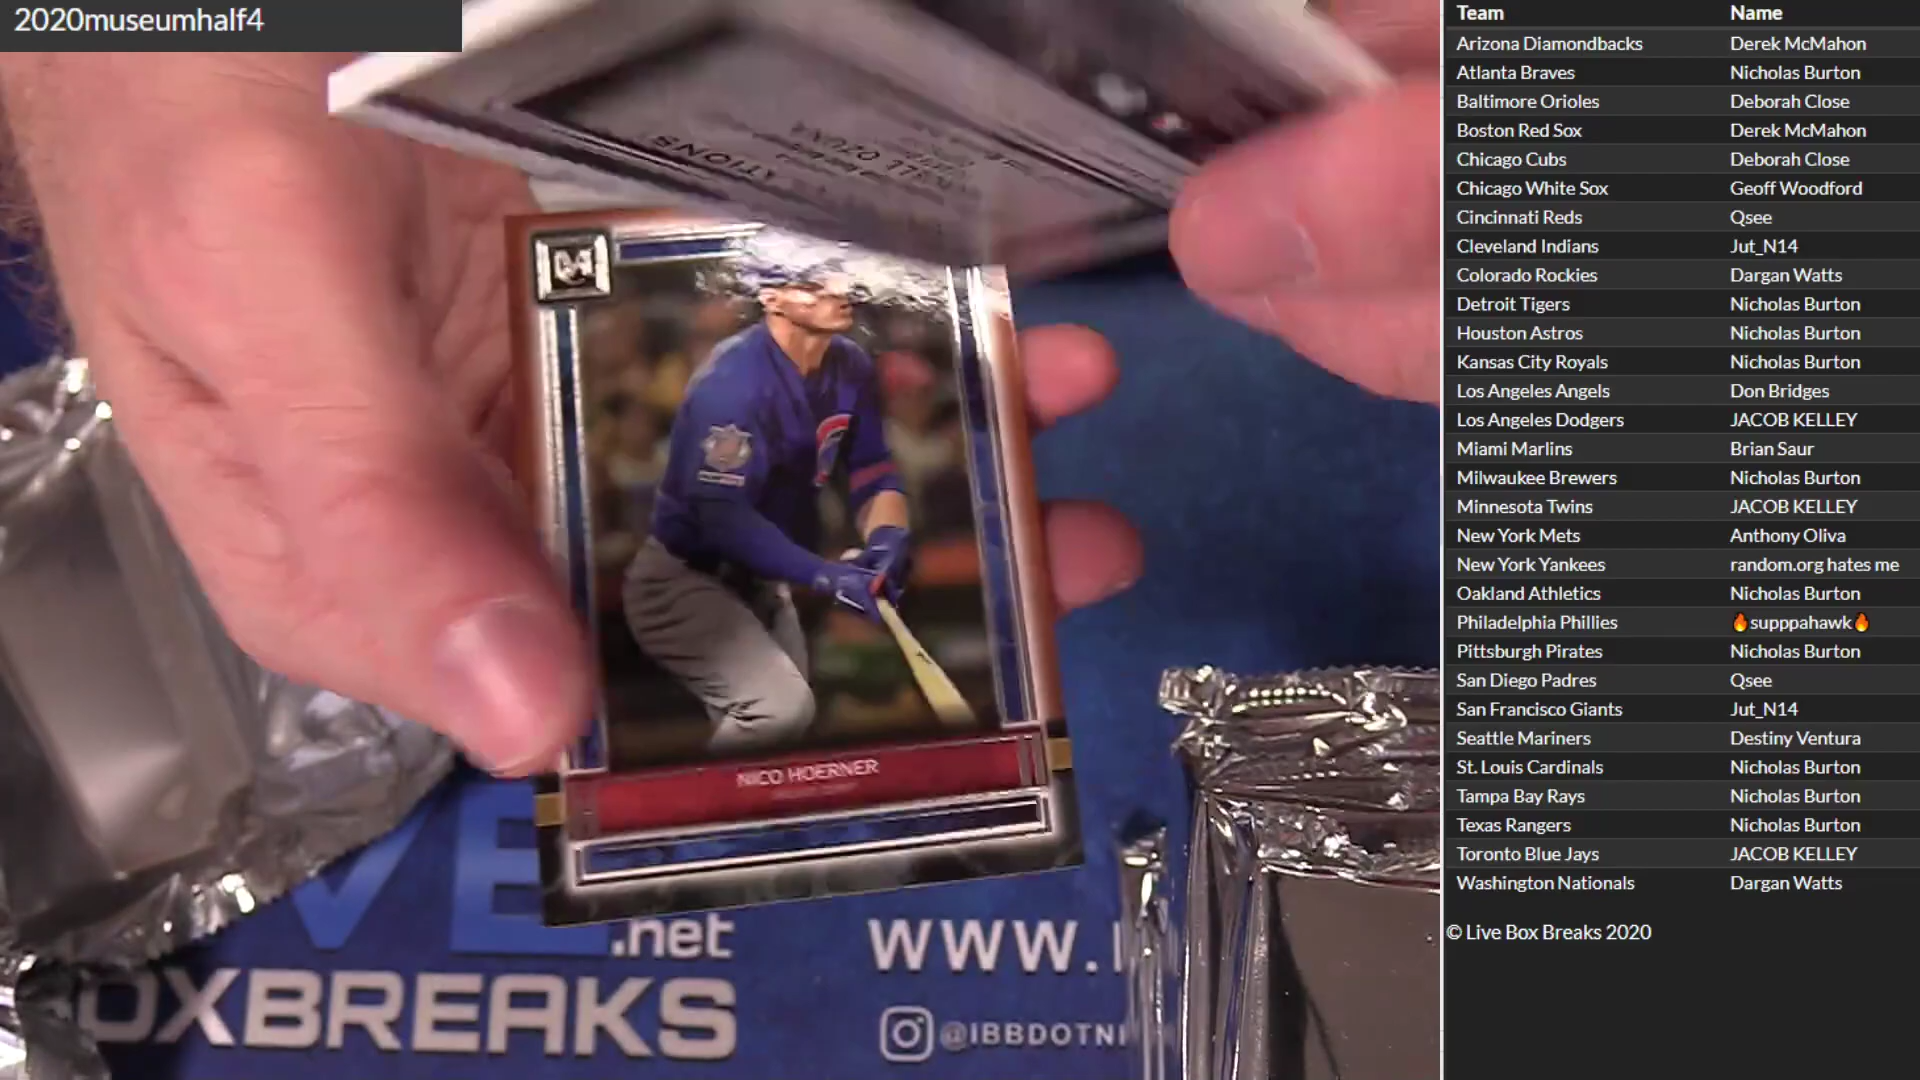 2020museumhalf4
NICO HOERNER
.net
OXBREAKS
WWW.
@IBBDOTN
Team Name
Arizona Diamondbacks Derek McMahon
Atlanta Braves Nicholas Burton
Baltimore Orioles Deborah Close
Boston Red Sox Derek McMahon
Chicago Cubs Deborah Close
Chicago White Sox Geoff Woodford
Cincinnati Reds Qsee
Cleveland Indians Jut_N14
Colorado Rockies Dargan Watts
Detroit Tigers Nicholas Burton
Houston Astros Nicholas Burton
Kansas City Royals Nicholas Burton
Los Angeles Angels Don Bridges
Los Angeles Dodgers JACOB KELLEY
Miami Marlins Brian Saur
Milwaukee Brewers Nicholas Burton
Minnesota Twins JACOB KELLEY
New York Mets Anthony Oliva
New York Yankees random.org hates me
Oakland Athletics Nicholas Burton
Philadelphia Phillies 🔥supppahawk🔥
Pittsburgh Pirates Nicholas Burton
San Diego Padres Qsee
San Francisco Giants Jut_N14
Seattle Mariners Destiny Ventura
St. Louis Cardinals Nicholas Burton
Tampa Bay Rays Nicholas Burton
Texas Rangers Nicholas Burton
Toronto Blue Jays JACOB KELLEY
Washington Nationals Dargan Watts
© Live Box Breaks 2020